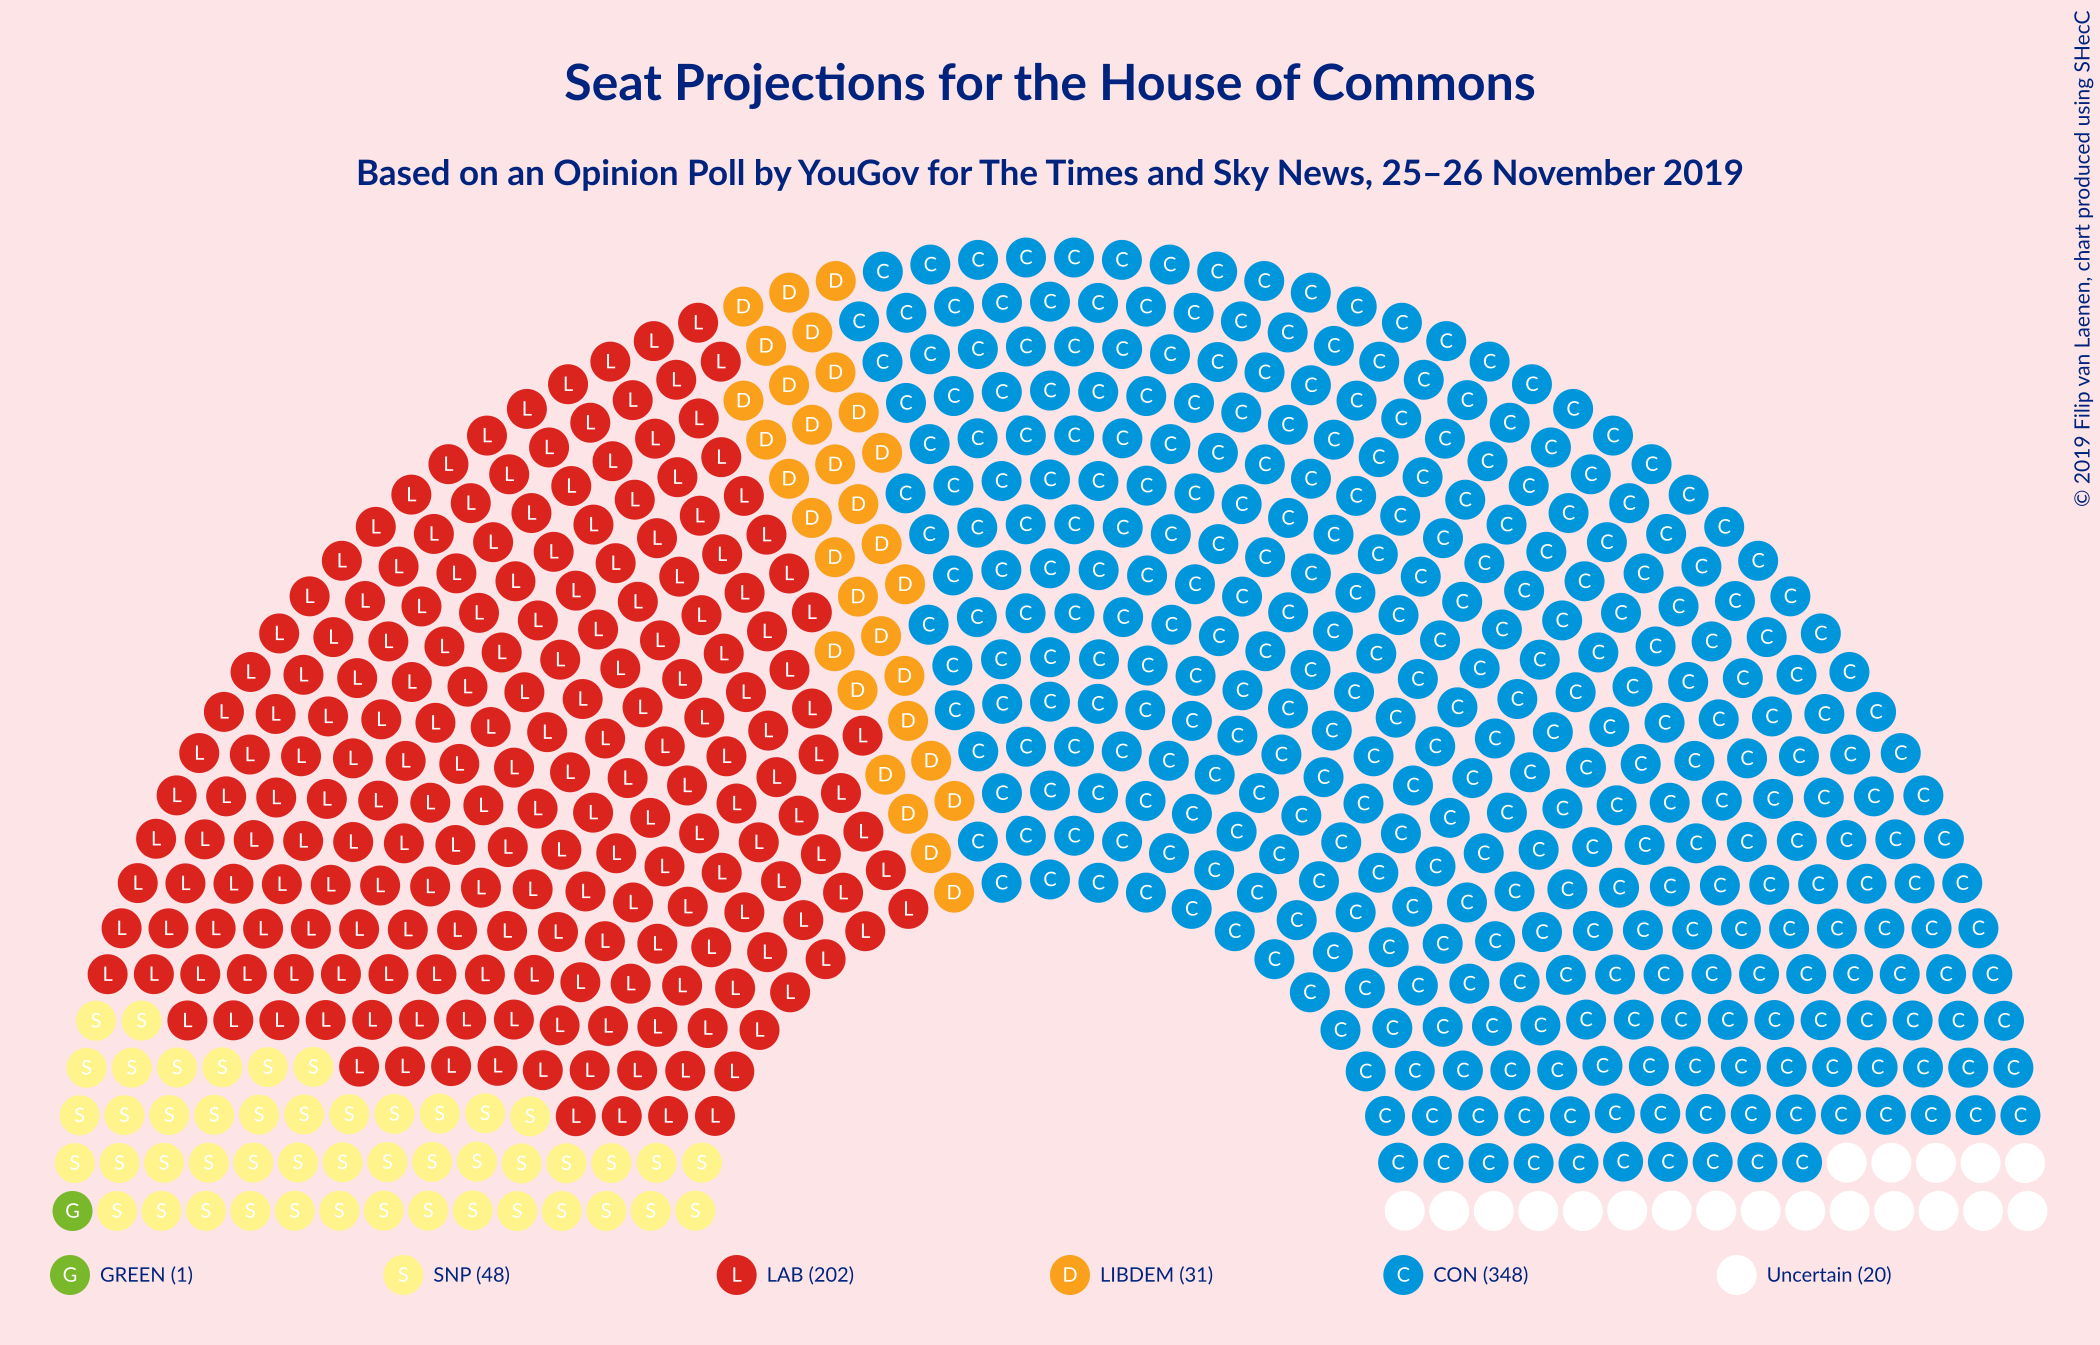 Seat Projections for the House of Commons
Based on an Opinion Poll by YouGov for The Times and Sky News, 25–26 November 2019
© 2019 Filip van Laenen, chart produced using SHecC
G GREEN (1)
S SNP (48)
L LAB (202)
D LIBDEM (31)
C CON (348)
Uncertain (20)